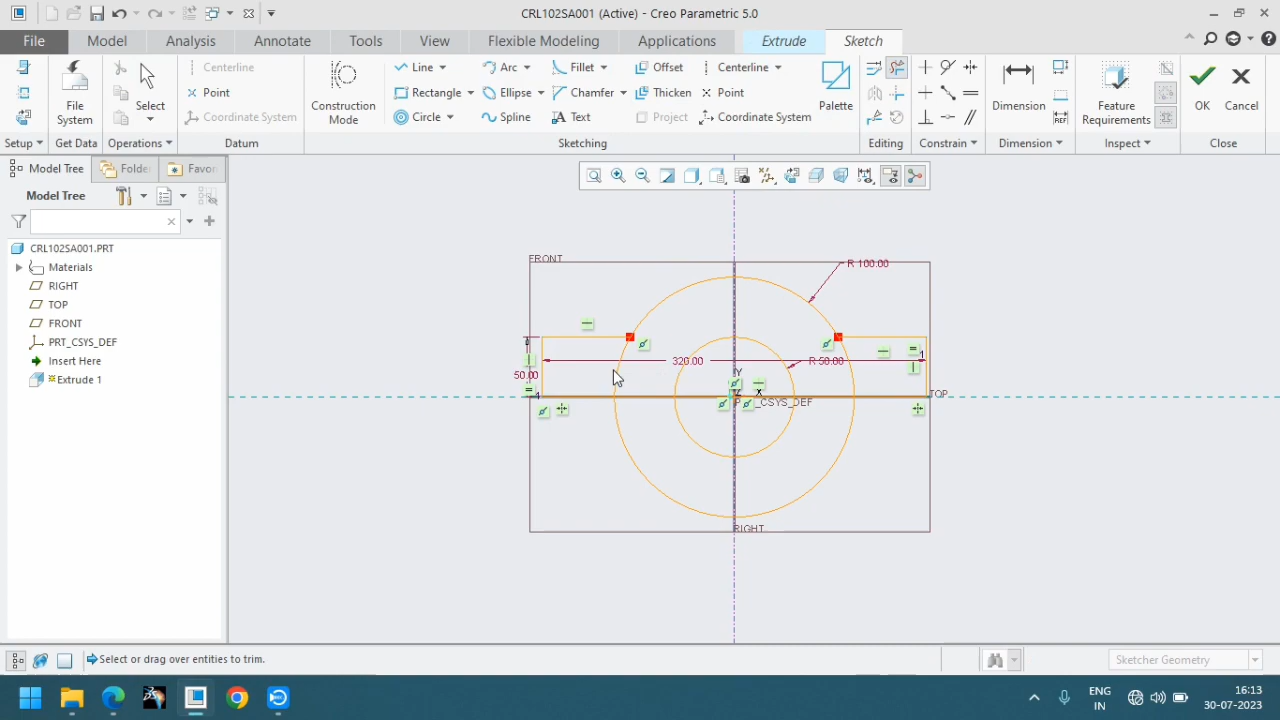 CRL102SA001 (Active) - Creo Parametric 5.0
File Model Analysis Annotate Tools View Flexible Modeling Applications Extrude Sketch
File System
Select
Centerline
Point
Coordinate System
Construction Mode
Line Arc Fillet Offset Centerline
Rectangle Ellipse Chamfer Thicken Point
Circle Spline Text Project Coordinate System
Palette
Dimension
REF
Feature Requirements
OK
Cancel
Setup Get Data Operations Datum Sketching Editing Constrain Dimension Inspect Close
Model Tree Folder Favor
Model Tree
CRL102SA001.PRT
Materials
RIGHT
TOP
FRONT
PRT_CSYS_DEF
Insert Here
Extrude 1
FRONT
R 100.00
320.00
R 50.00
1
50.00
Y
X
_CSYS_DEF
TOP
RIGHT
Select or drag over entities to trim.
Sketcher Geometry
ENG
IN
16:13
30-07-2023